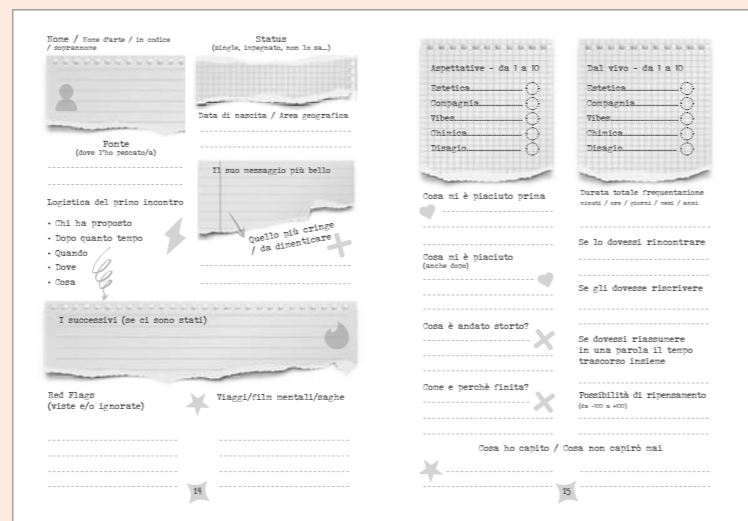 Nome / Nome d'arte / in codice
/ soprannome
Status
(single, impegnato, non lo sa…)
Data di nascita / Area geografica
Fonte
(dove l'ho pescato/a)
Il suo messaggio più bello
Quello più cringe
/ da dimenticare
Logistica del primo incontro
• Chi ha proposto
• Dopo quanto tempo
• Quando
• Dove
• Cosa
I successivi (se ci sono stati)
Red Flags
(viste e/o ignorate)
Viaggi/film mentali/saghe
14
Aspettative - da 1 a 10
Estetica
Compagnia
Vibes
Chimica
Disagio
Dal vivo - da 1 a 10
Estetica
Compagnia
Vibes
Chimica
Disagio
Cosa mi è piaciuto prima
Cosa mi è piaciuto
(anche dopo)
Cosa è andato storto?
Come e perchè finita?
Durata totale frequentazione
minuti / ore / giorni / mesi / anni
Se lo dovessi rincontrare
Se gli dovesse riscrivere
Se dovessi riassumere
in una parola il tempo
trascorso insieme
Possibilità di ripensamento
(da -100 a +100)
Cosa ho capito / Cosa non capirò mai
15